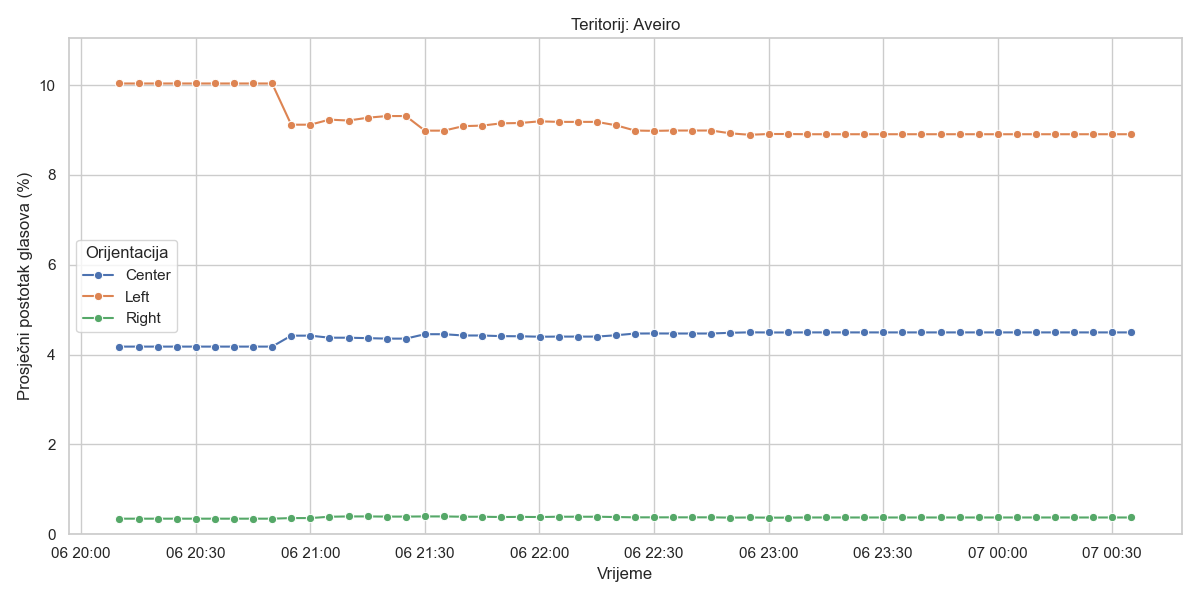 Teritorij: Aveiro
Prosječni postotak glasova (%)
10
8
6
4
2
0
Orijentacija
Center
Left
Right
06 20:00
06 20:30
06 21:00
06 21:30
06 22:00
06 22:30
06 23:00
06 23:30
07 00:00
07 00:30
Vrijeme